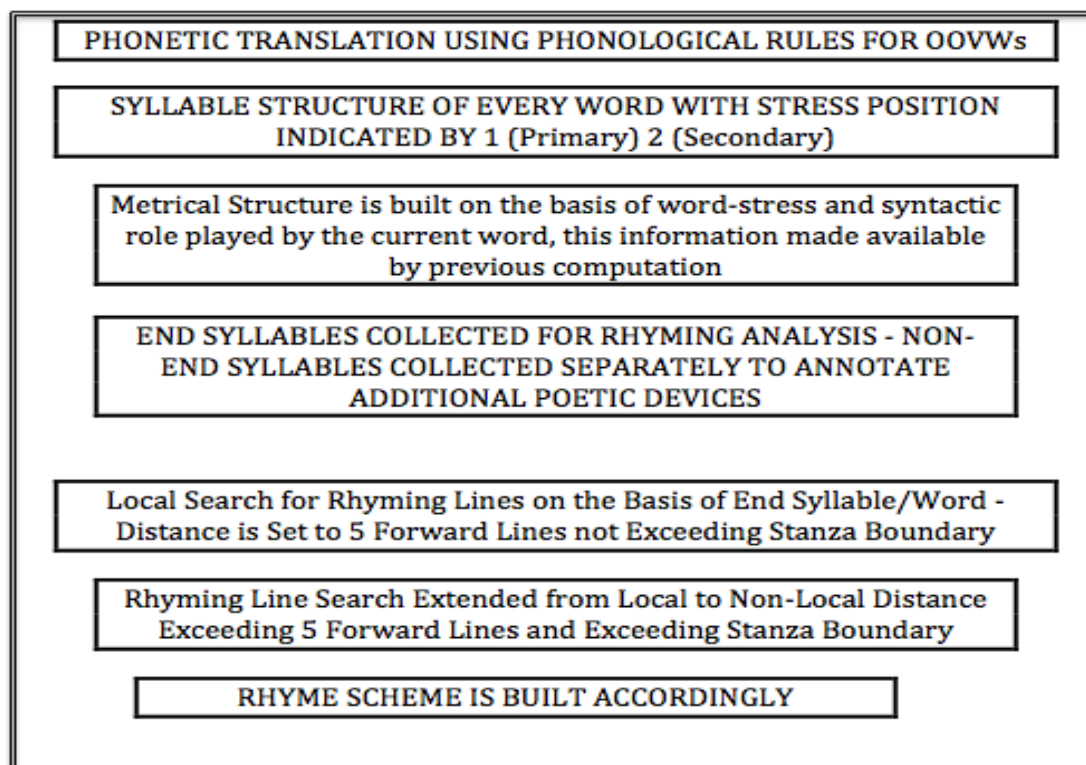 PHONETIC TRANSLATION USING PHONOLOGICAL RULES FOR OOVWs
SYLLABLE STRUCTURE OF EVERY WORD WITH STRESS POSITION
INDICATED BY 1 (Primary) 2 (Secondary)
Metrical Structure is built on the basis of word-stress and syntactic
role played by the current word, this information made available
by previous computation
END SYLLABLES COLLECTED FOR RHYMING ANALYSIS - NON-
END SYLLABLES COLLECTED SEPARATELY TO ANNOTATE
ADDITIONAL POETIC DEVICES
Local Search for Rhyming Lines on the Basis of End Syllable/Word -
Distance is Set to 5 Forward Lines not Exceeding Stanza Boundary
Rhyming Line Search Extended from Local to Non-Local Distance
Exceeding 5 Forward Lines and Exceeding Stanza Boundary
RHYME SCHEME IS BUILT ACCORDINGLY